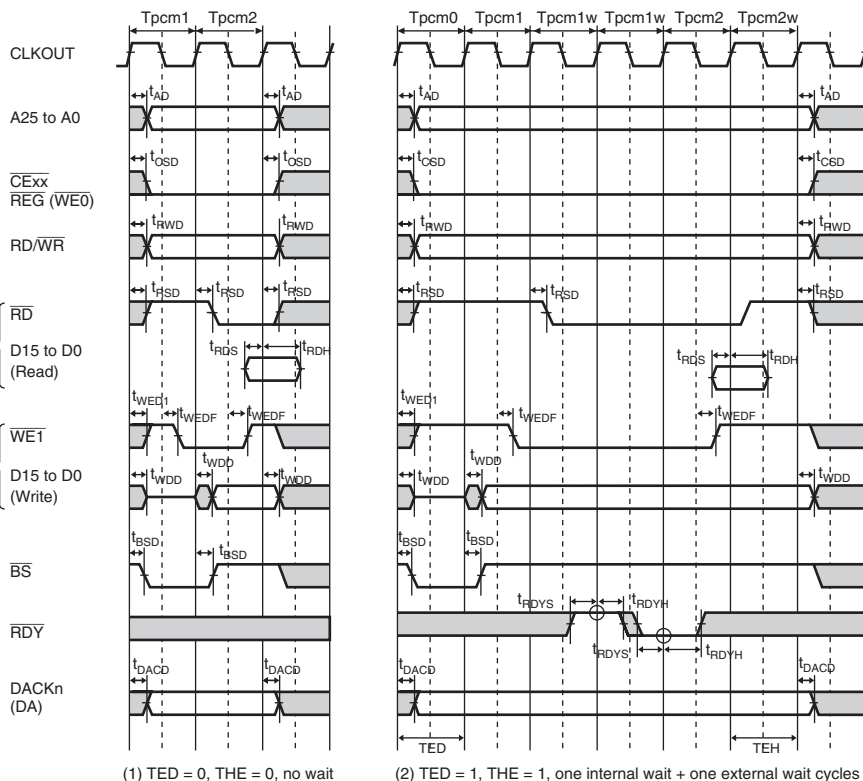 Tpcm1 Tpcm2 Tpcm0 Tpcm1 Tpcm1w Tpcm1w Tpcm2 Tpcm2w
CLKOUT
tAD tAD tAD tAD
A25 to A0
tOSD tOSD tCSD tCSD
CExx
REG (WE0)
tRWD tRWD tRWD tRWD
RD/WR
tRSD tRSD tRSD tRSD tRSD tRSD
RD
D15 to D0
(Read)
tRDS tRDH tRDS tRDH
tWED1 tWEDF tWEDF tWED1 tWEDF tWEDF
WE1
D15 to D0
(Write)
tWDD tWDD tWDD tWDD tWDD tWDD
tBSD tBSD tBSD tBSD
BS
tRDYS tRDYH
RDY
tRDYS tRDYH
tDACD tDACD tDACD tDACD
DACKn
(DA)
TED TEH
(1) TED = 0, THE = 0, no wait (2) TED = 1, THE = 1, one internal wait + one external wait cycles